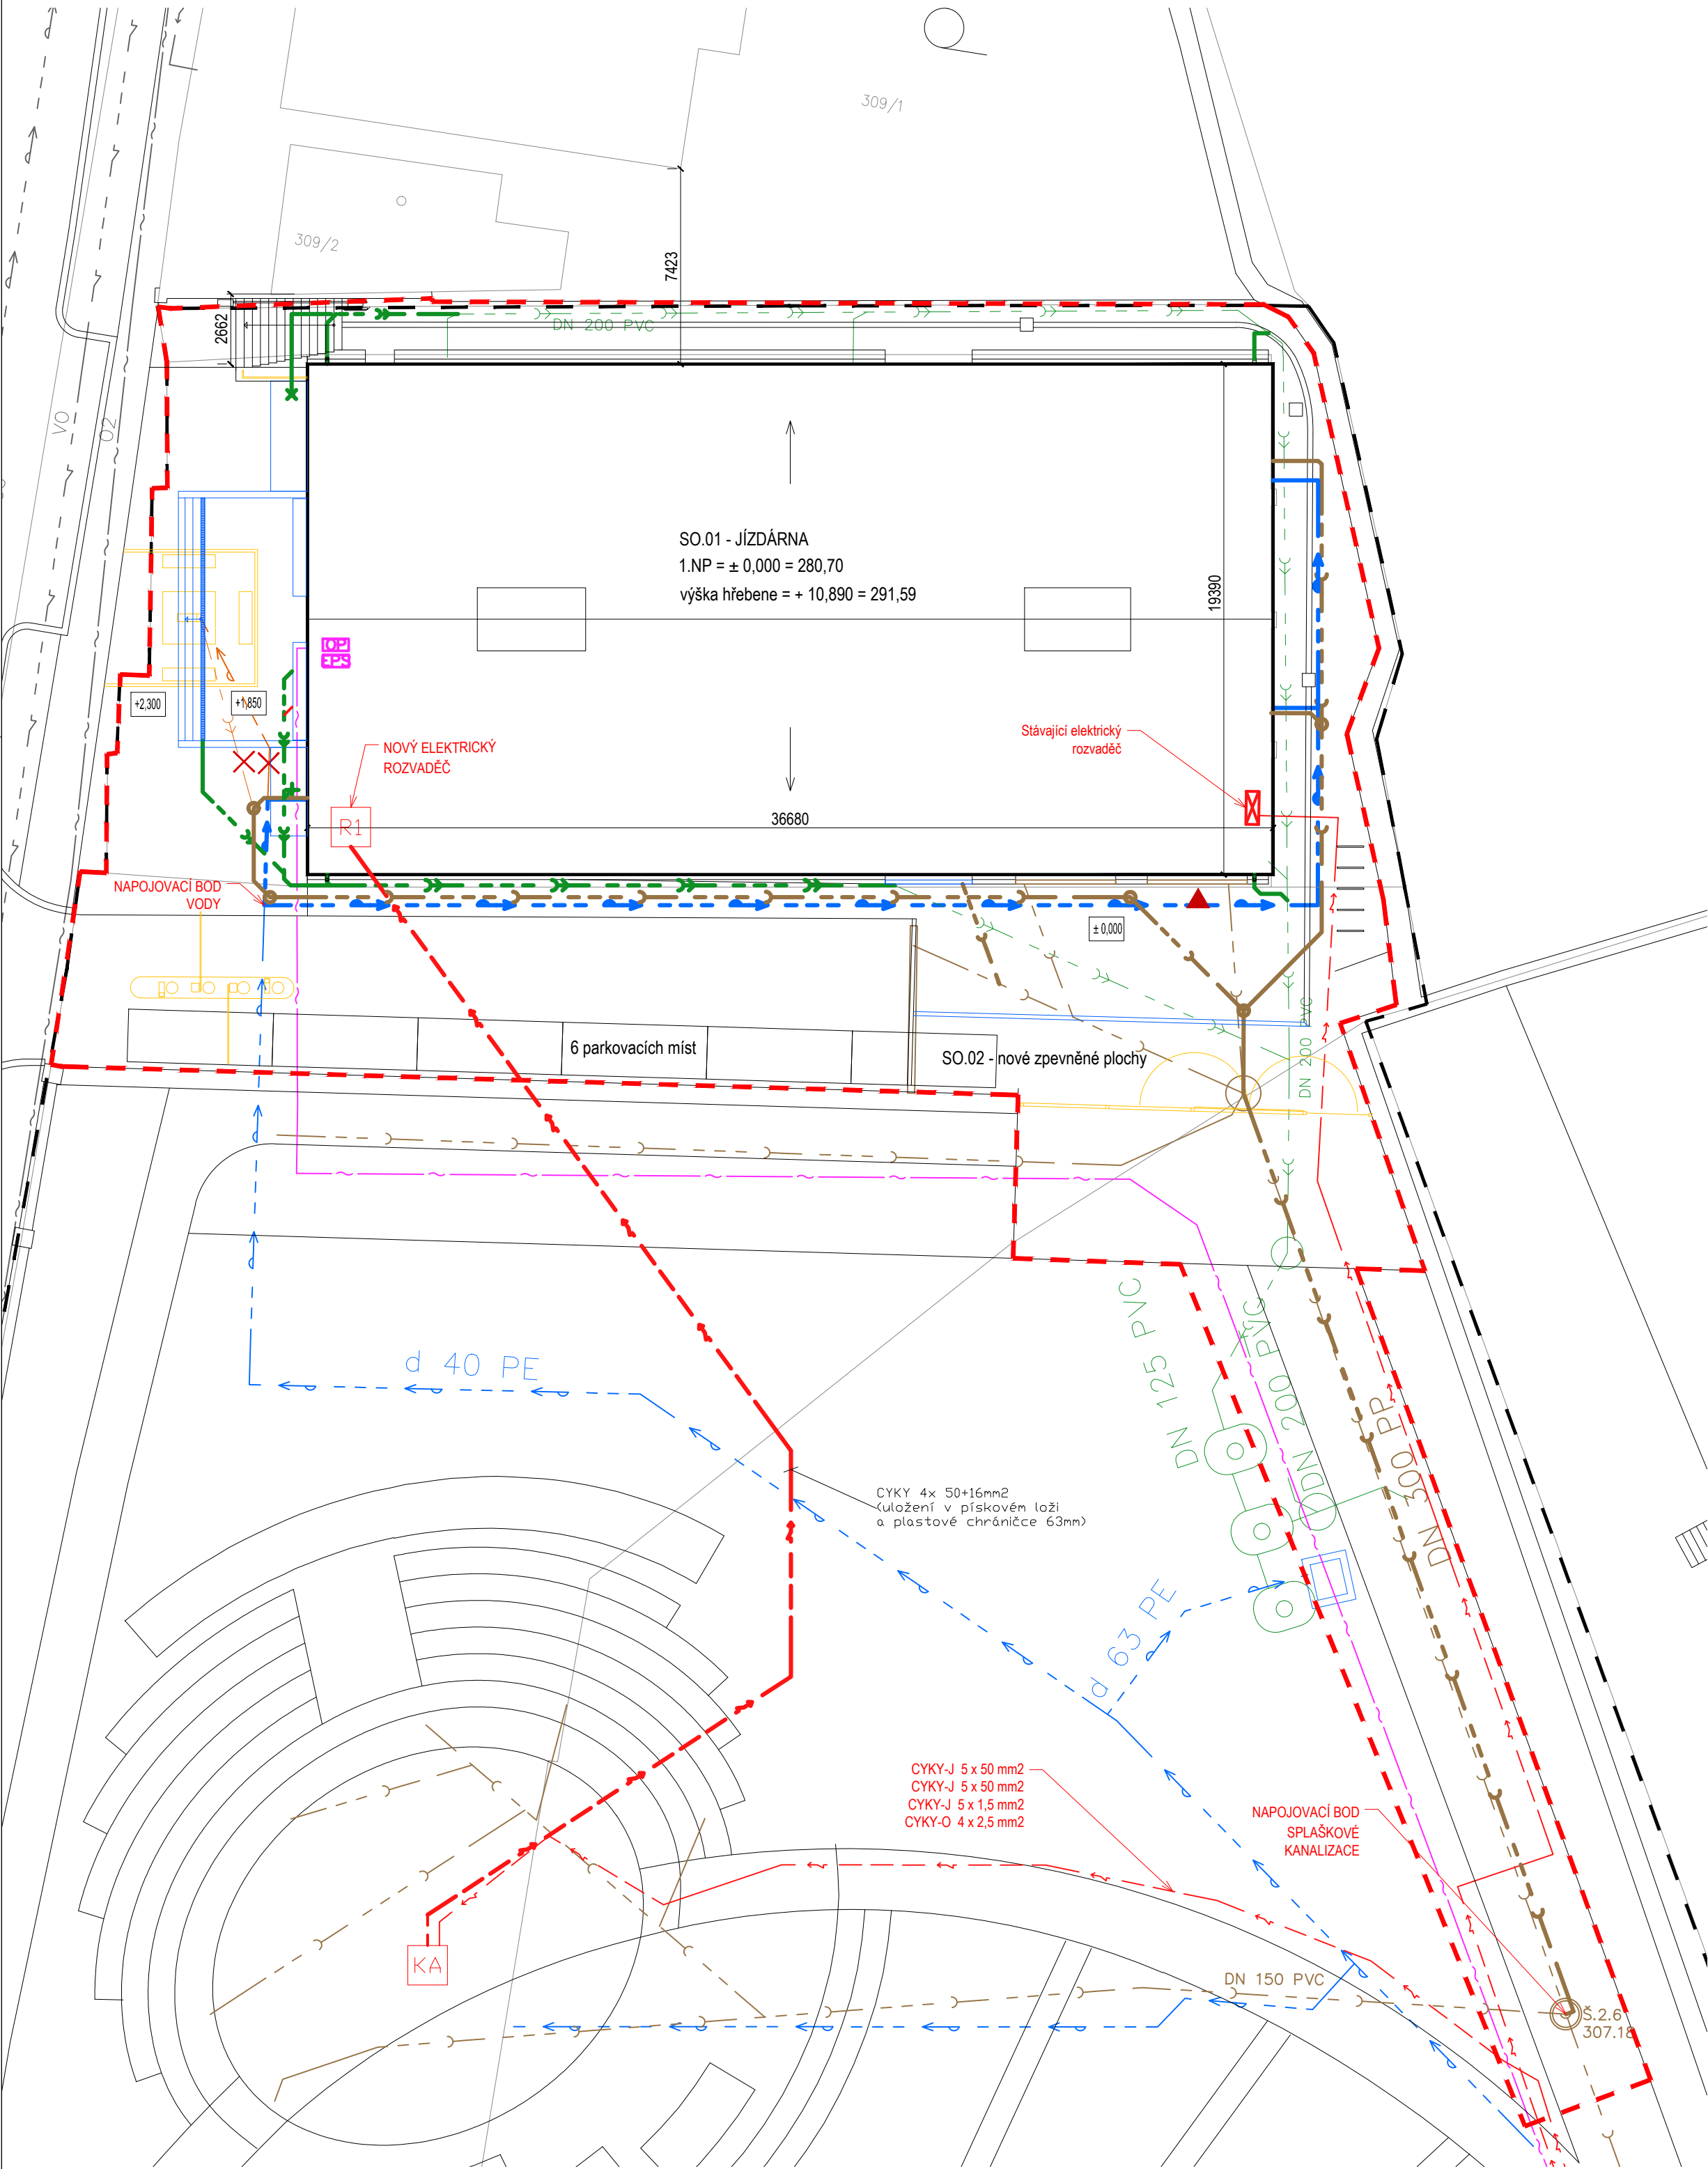 309/1
309/2
7423
2662
DN 200 PVC
VO
02
SO.01 - JÍZDÁRNA
1.NP = ± 0,000 = 280,70
výška hřebene = + 10,890 = 291,59
19390
OP
EPS
+2,300
+1,850
NOVÝ ELEKTRICKÝ
ROZVADĚČ
Stávající elektrický
rozvaděč
R1
36680
NAPOJOVACÍ BOD
VODY
± 0,000
6 parkovacích míst
SO.02 - nové zpevněné plochy
DN 200 PVC
d 40 PE
DN 125 PVC
DN 200 PVC
DN 300 PP
CYKY 4x 50+16mm2
(uložení v pískovém loži
a plastové chráničce 63mm)
d 63 PE
CYKY-J 5 x 50 mm2
CYKY-J 5 x 50 mm2
CYKY-J 5 x 1,5 mm2
CYKY-O 4 x 2,5 mm2
NAPOJOVACÍ BOD
SPLAŠKOVÉ
KANALIZACE
KA
DN 150 PVC
Š.2.6
307.18